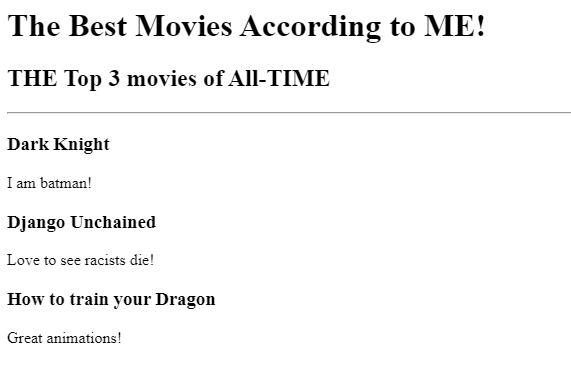 The Best Movies According to ME!
THE Top 3 movies of All-TIME
Dark Knight
I am batman!
Django Unchained
Love to see racists die!
How to train your Dragon
Great animations!